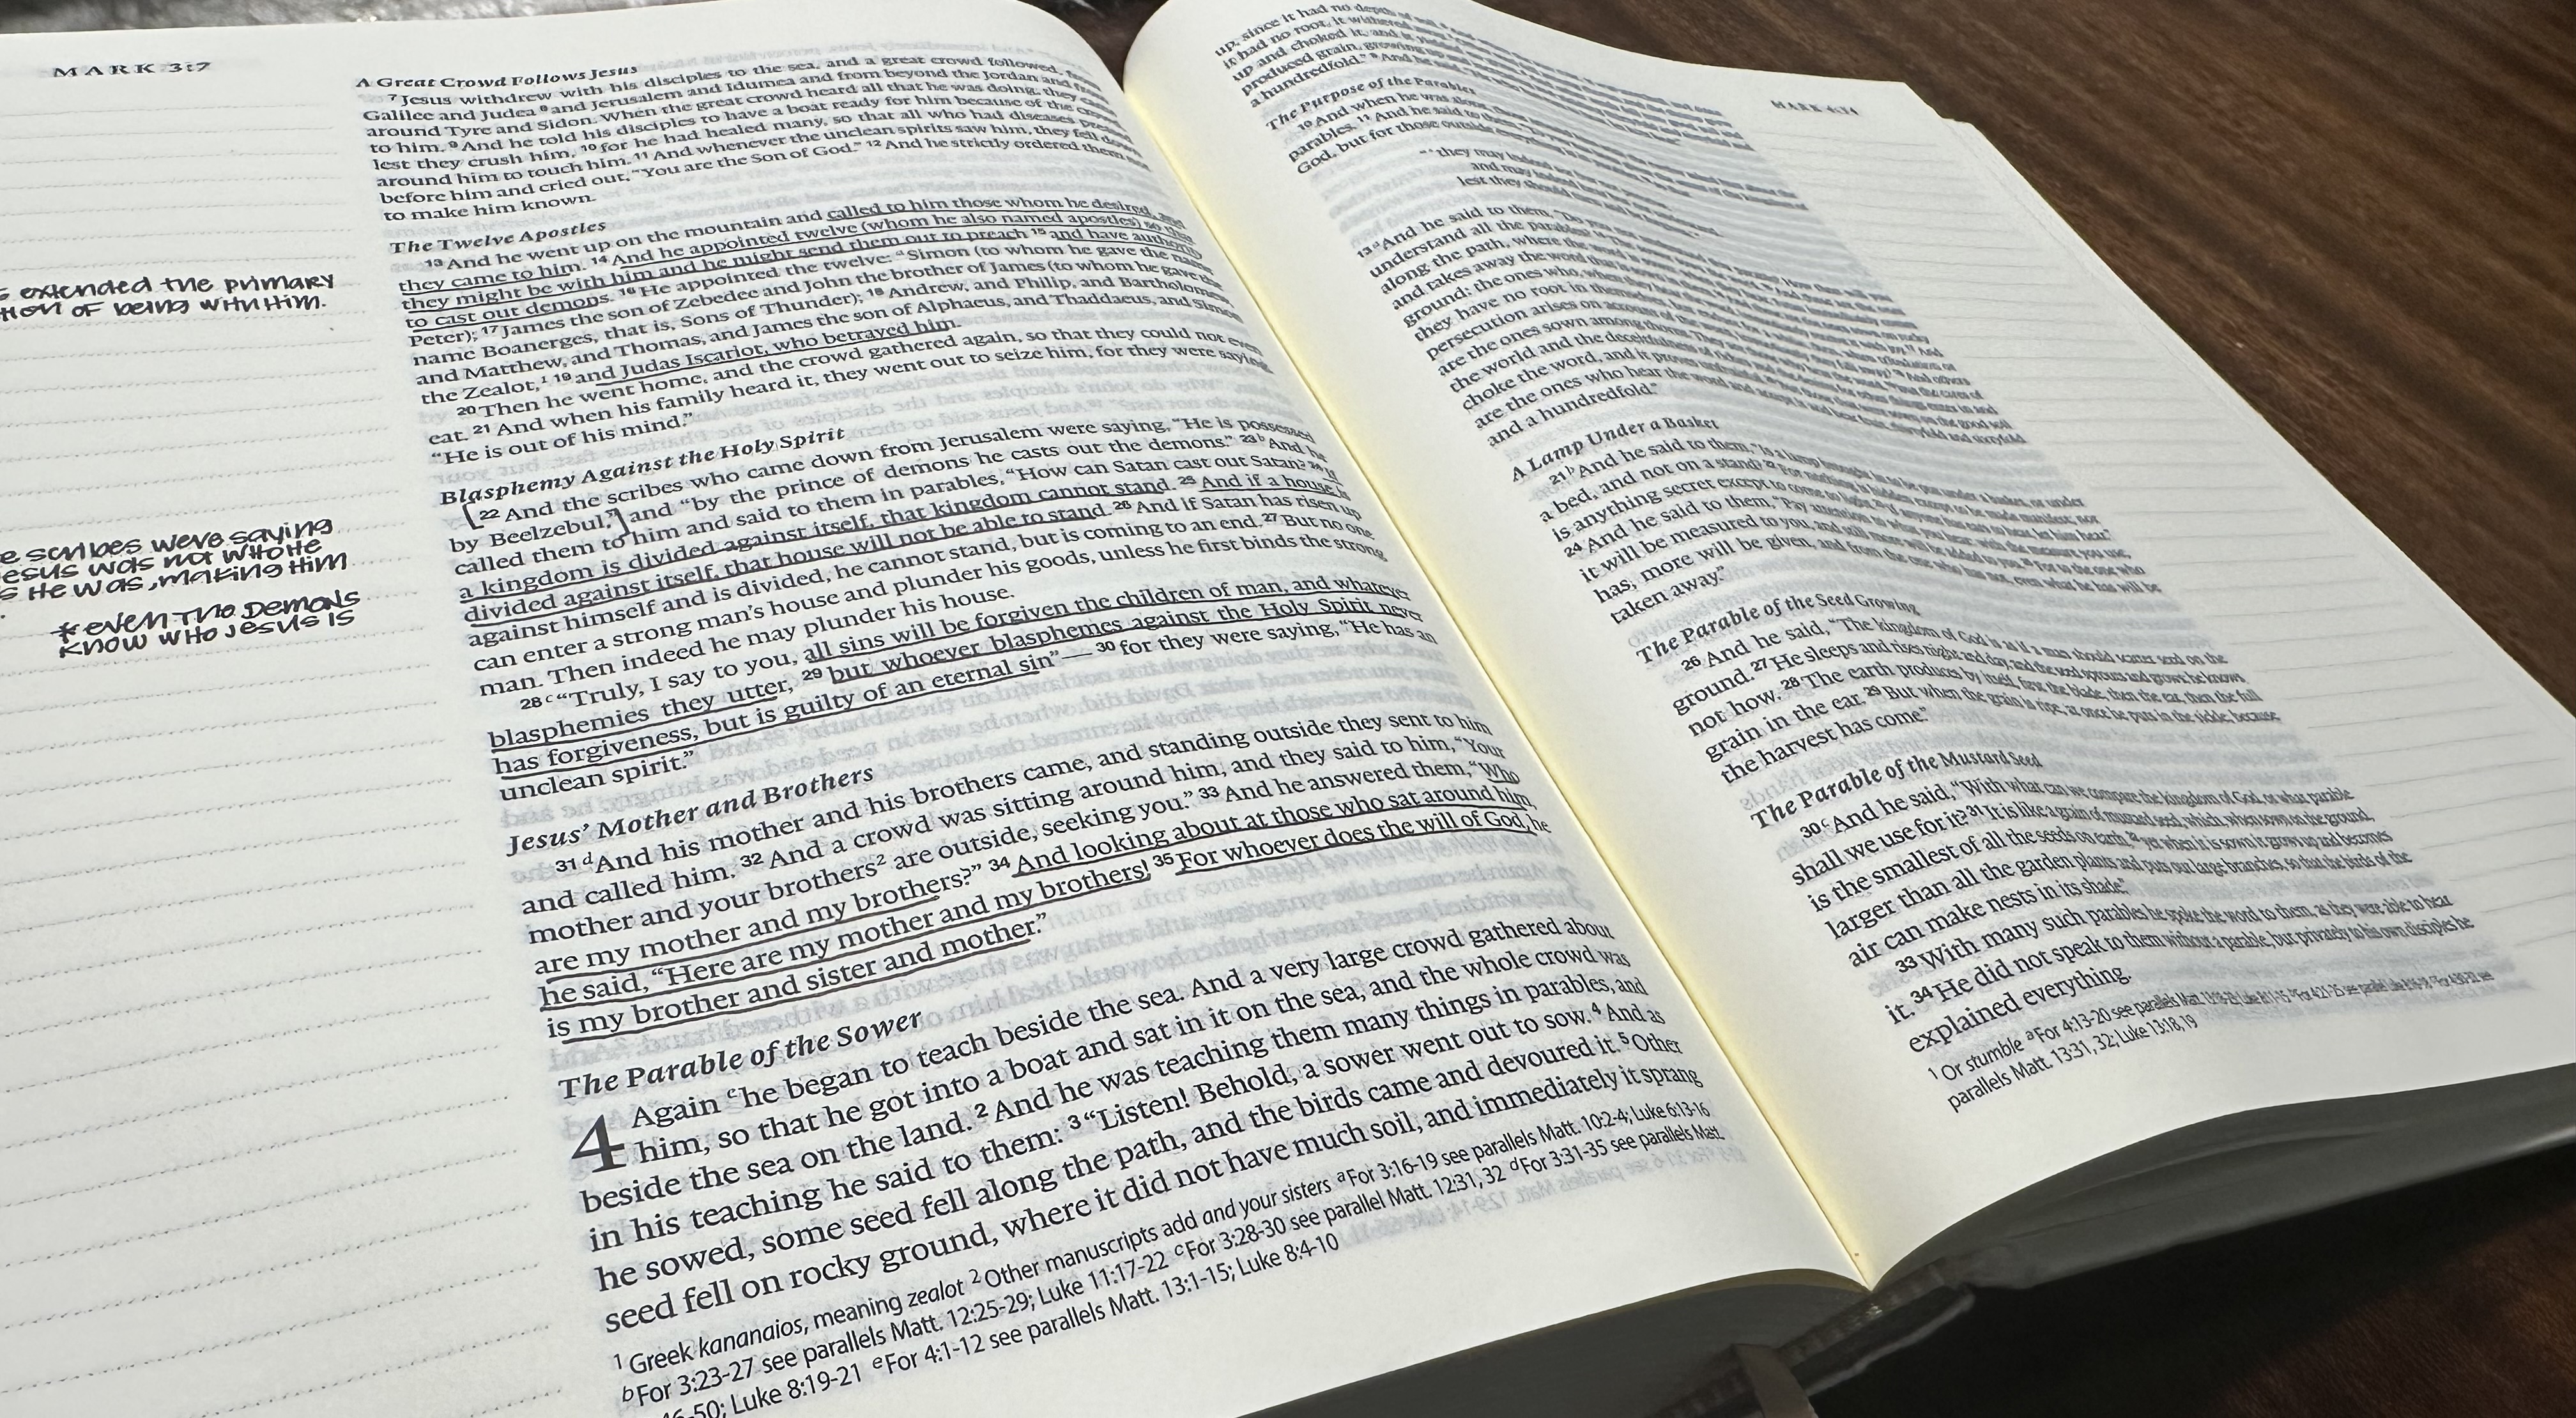 MARK 3:7
extended the primary
OF being with Him.
scribes were saying
was not who He
He was, making Him
* even the Demons
know who Jesus is
A Great Crowd Follows Jesus
7 Jesus withdrew with his disciples to the sea, and a great crowd followed,
Galilee and Judea 8 and Jerusalem and Idumea and from beyond the Jordan and
around Tyre and Sidon. When the great crowd heard all that he was doing, they
to him. 9 And he told his disciples to have a boat ready for him because of the
lest they crush him, 10 for he had healed many, so that all who had diseases
around him to touch him. 11 And whenever the unclean spirits saw him, they fell down
before him and cried out, “You are the Son of God.” 12 And he strictly ordered them
to make him known.
The Twelve Apostles
13 And he went up on the mountain and called to him those whom he desired, and
they came to him. 14 And he appointed twelve (whom he also named apostles) so that
they might be with him and he might send them out to preach 15 and have authority
to cast out demons. 16 He appointed the twelve: a Simon (to whom he gave the name
Peter); 17 James the son of Zebedee and John the brother of James (to whom he gave the
name Boanerges, that is, Sons of Thunder); 18 Andrew, and Philip, and Bartholomew,
and Matthew, and Thomas, and James the son of Alphaeus, and Thaddaeus, and Simon
the Zealot,1 19 and Judas Iscariot, who betrayed him.
20 Then he went home, and the crowd gathered again, so that they could not even
eat. 21 And when his family heard it, they went out to seize him, for they were saying,
“He is out of his mind.”
Blasphemy Against the Holy Spirit
22 And the scribes who came down from Jerusalem were saying, “He is possessed
by Beelzebul,” and “by the prince of demons he casts out the demons.” 23 b And he
called them to him and said to them in parables, “How can Satan cast out Satan? 24 If
a kingdom is divided against itself, that kingdom cannot stand. 25 And if a house is
divided against itself, that house will not be able to stand. 26 And if Satan has risen up
against himself and is divided, he cannot stand, but is coming to an end. 27 But no one
can enter a strong man's house and plunder his goods, unless he first binds the strong
man. Then indeed he may plunder his house.
28 c “Truly, I say to you, all sins will be forgiven the children of man, and whatever
blasphemies they utter, 29 but whoever blasphemes against the Holy Spirit never
has forgiveness, but is guilty of an eternal sin”— 30 for they were saying, “He has an
unclean spirit.”
Jesus' Mother and Brothers
31 d And his mother and his brothers came, and standing outside they sent to him
and called him. 32 And a crowd was sitting around him, and they said to him, “Your
mother and your brothers2 are outside, seeking you.” 33 And he answered them, “Who
are my mother and my brothers?” 34 And looking about at those who sat around him,
he said, “Here are my mother and my brothers! 35 For whoever does the will of God, he
is my brother and sister and mother.”
The Parable of the Sower
4 Again e he began to teach beside the sea. And a very large crowd gathered about
him, so that he got into a boat and sat in it on the sea, and the whole crowd was
beside the sea on the land. 2 And he was teaching them many things in parables, and
in his teaching he said to them: 3 “Listen! Behold, a sower went out to sow. 4 And as
he sowed, some seed fell along the path, and the birds came and devoured it. 5 Other
seed fell on rocky ground, where it did not have much soil, and immediately it sprang
1 Greek kananaios, meaning zealot 2 Other manuscripts add and your sisters a For 3:16-19 see parallels Matt. 10:2-4; Luke 6:13-16
b For 3:23-27 see parallels Matt. 12:25-29; Luke 11:17-22 c For 3:28-30 see parallel Matt. 12:31, 32 d For 3:31-35 see parallels Matt.
46-50; Luke 8:19-21 e For 4:1-12 see parallels Matt. 13:1-15; Luke 8:4-10
MARK 4:34
up, since it had no depth of
it had no root, it withered
up and choked it, and it
produced grain, growing up
a hundredfold.” 9 And he said
The Purpose of the Parables
10 And when he was alone,
parables. 11 And he said to them,
God, but for those outside
“‘they may indeed
and may indeed hear
lest they should
13 a And he said to them, “Do
understand all the parables?
along the path, where the word
and takes away the word that is
ground: the ones who, when they hear
they have no root in themselves, but
persecution arises on account of the
are the ones sown among thorns. They are
the world and the deceitfulness of riches
choke the word, and it proves unfruitful.
are the ones who hear the word and accept it and bear fruit, thirtyfold and sixtyfold
and a hundredfold.”
A Lamp Under a Basket
21 b And he said to them, “Is a lamp brought in to be put under a basket, or under
a bed, and not on a stand? 22 For nothing is hidden except to be made manifest; nor
is anything secret except to come to light. 23 If anyone has ears to hear, let him hear.”
24 And he said to them, “Pay attention to what you hear: with the measure you use,
it will be measured to you, and still more will be added to you. 25 For to the one who
has, more will be given, and from the one who has not, even what he has will be
taken away.”
The Parable of the Seed Growing
26 And he said, “The kingdom of God is as if a man should scatter seed on the
ground. 27 He sleeps and rises night and day, and the seed sprouts and grows; he knows
not how. 28 The earth produces by itself, first the blade, then the ear, then the full
grain in the ear. 29 But when the grain is ripe, at once he puts in the sickle, because
the harvest has come.”
The Parable of the Mustard Seed
30 c And he said, “With what can we compare the kingdom of God, or what parable
shall we use for it? 31 It is like a grain of mustard seed, which, when sown on the ground,
is the smallest of all the seeds on earth, 32 yet when it is sown it grows up and becomes
larger than all the garden plants and puts out large branches, so that the birds of the
air can make nests in its shade.”
33 With many such parables he spoke the word to them, as they were able to hear
it. 34 He did not speak to them without a parable, but privately to his own disciples he
explained everything.
1 Or stumble a For 4:13-20 see parallels Matt. 13:18-23; Luke 8:11-15 b For 4:21-25 see parallel Luke 8:16-18 c For 4:30-32 see
parallels Matt. 13:31, 32; Luke 13:18, 19